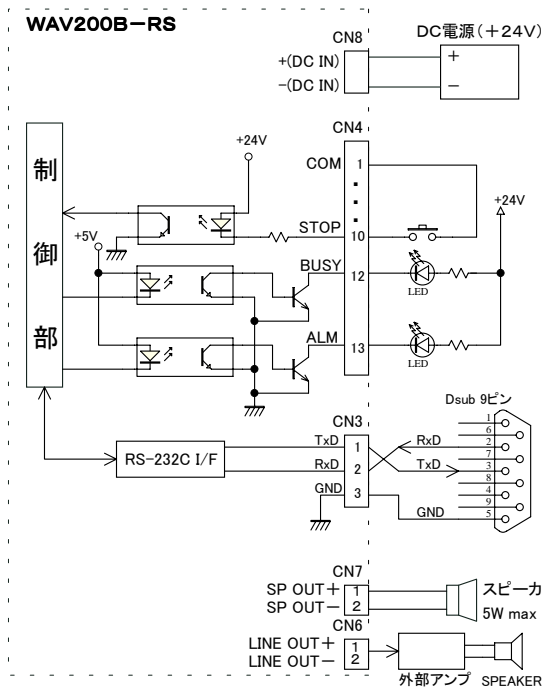 WAV200B-RS
CN8
DC電源(+24V)
+(DC IN)
-(DC IN)
+
-
CN4
+24V
制
御
部
COM
1
+24V
+5V
STOP
10
BUSY
12
LED
ALM
13
LED
Dsub 9ピン
CN3
RS-232C I/F
TxD
1
RxD
RxD
2
TxD
GND
3
GND
1
6
2
7
3
8
4
9
5
CN7
SP OUT+
1
SP OUT-
2
スピーカ
5W max
CN6
LINE OUT+
1
LINE OUT-
2
外部アンプ
SPEAKER